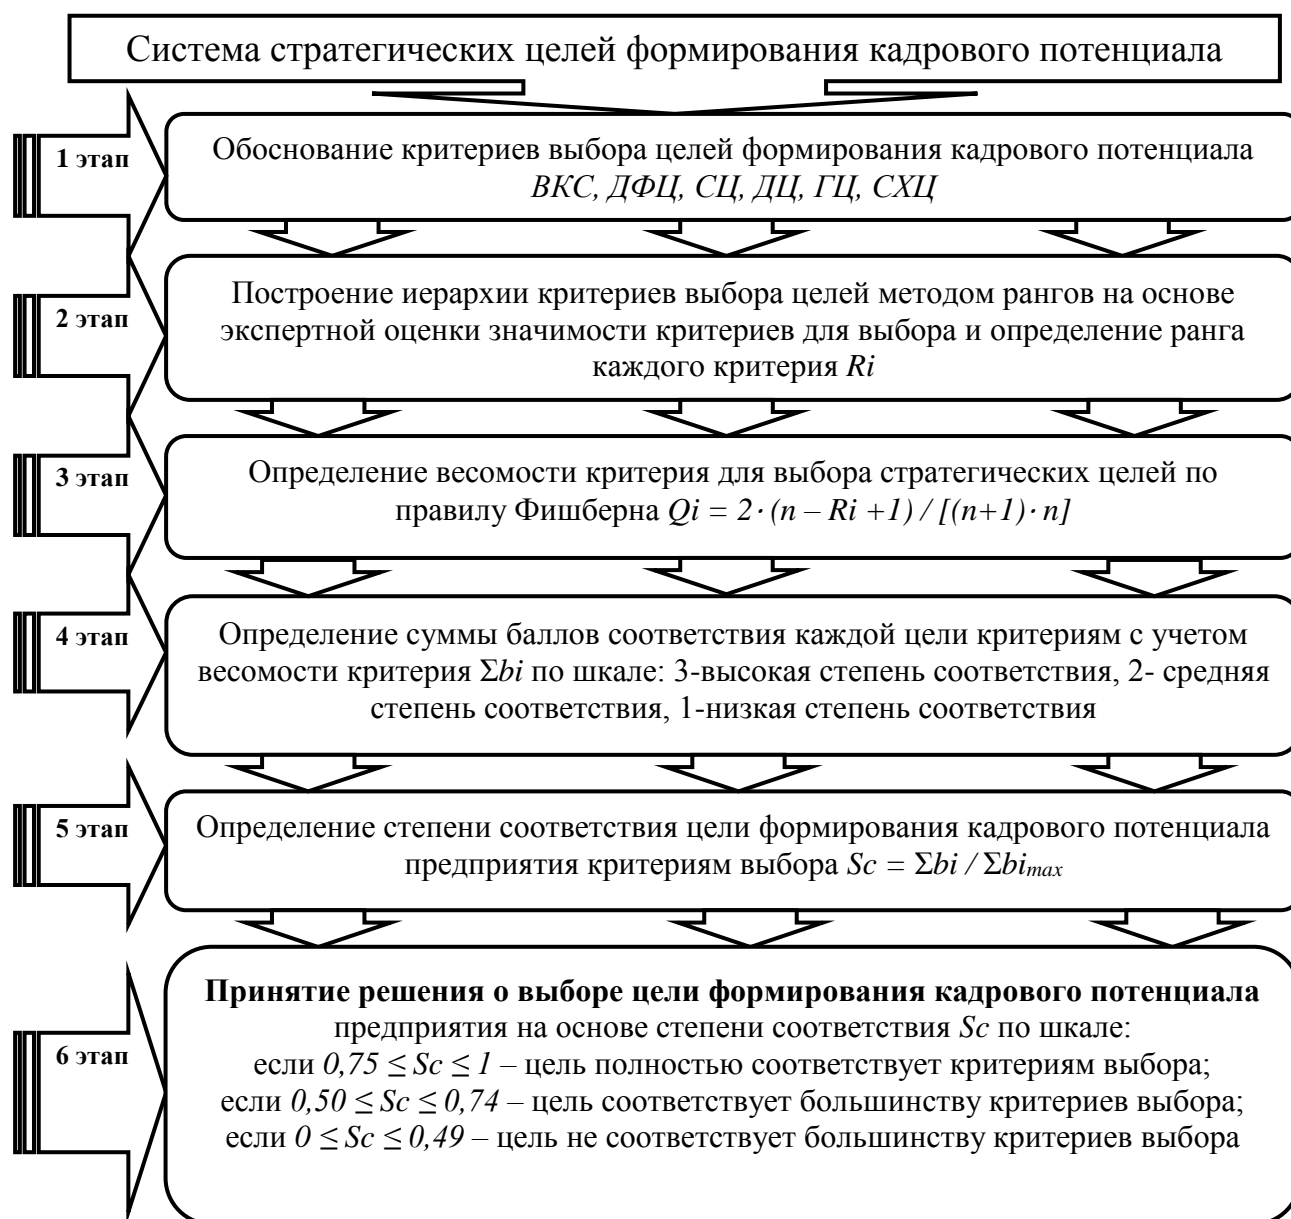 Система стратегических целей формирования кадрового потенциала
1 этап
Обоснование критериев выбора целей формирования кадрового потенциала
ВКС, ДФЦ, СЦ, ДЦ, ГЦ, СХЦ
2 этап
Построение иерархии критериев выбора целей методом рангов на основе
экспертной оценки значимости критериев для выбора и определение ранга
каждого критерия Ri
3 этап
Определение весомости критерия для выбора стратегических целей по
правилу Фишберна Qi = 2· (n – Ri +1) / [(n+1)· n]
4 этап
Определение суммы баллов соответствия каждой цели критериям с учетом
весомости критерия Σbi по шкале: 3-высокая степень соответствия, 2- средняя
степень соответствия, 1-низкая степень соответствия
5 этап
Определение степени соответствия цели формирования кадрового потенциала
предприятия критериям выбора Sc = Σbi / Σbimax
6 этап
Принятие решения о выборе цели формирования кадрового потенциала
предприятия на основе степени соответствия Sc по шкале:
если 0,75 ≤ Sc ≤ 1 – цель полностью соответствует критериям выбора;
если 0,50 ≤ Sc ≤ 0,74 – цель соответствует большинству критериев выбора;
если 0 ≤ Sc ≤ 0,49 – цель не соответствует большинству критериев выбора